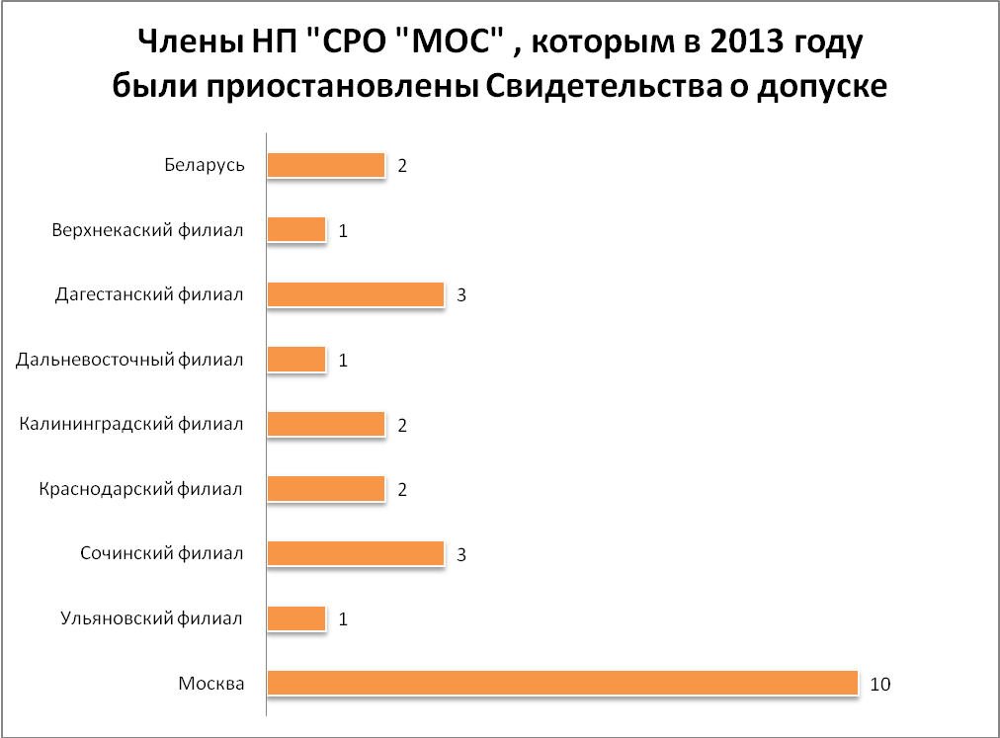 Члены НП "СРО "МОС" , которым в 2013 году
были приостановлены Свидетельства о допуске
Беларусь 2
Верхнекаский филиал 1
Дагестанский филиал 3
Дальневосточный филиал 1
Калининградский филиал 2
Краснодарский филиал 2
Сочинский филиал 3
Ульяновский филиал 1
Москва 10